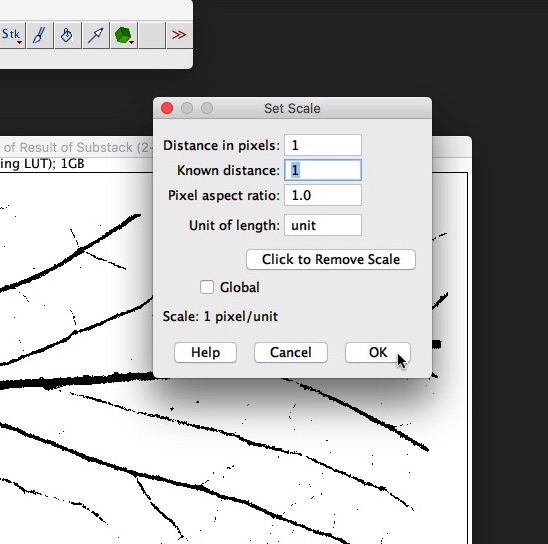 Stk
>>
Set Scale
of Result of Substack (2-
ing LUT); 1GB
Distance in pixels: 1
Known distance: 1
Pixel aspect ratio: 1.0
Unit of length: unit
Click to Remove Scale
Global
Scale: 1 pixel/unit
Help Cancel OK